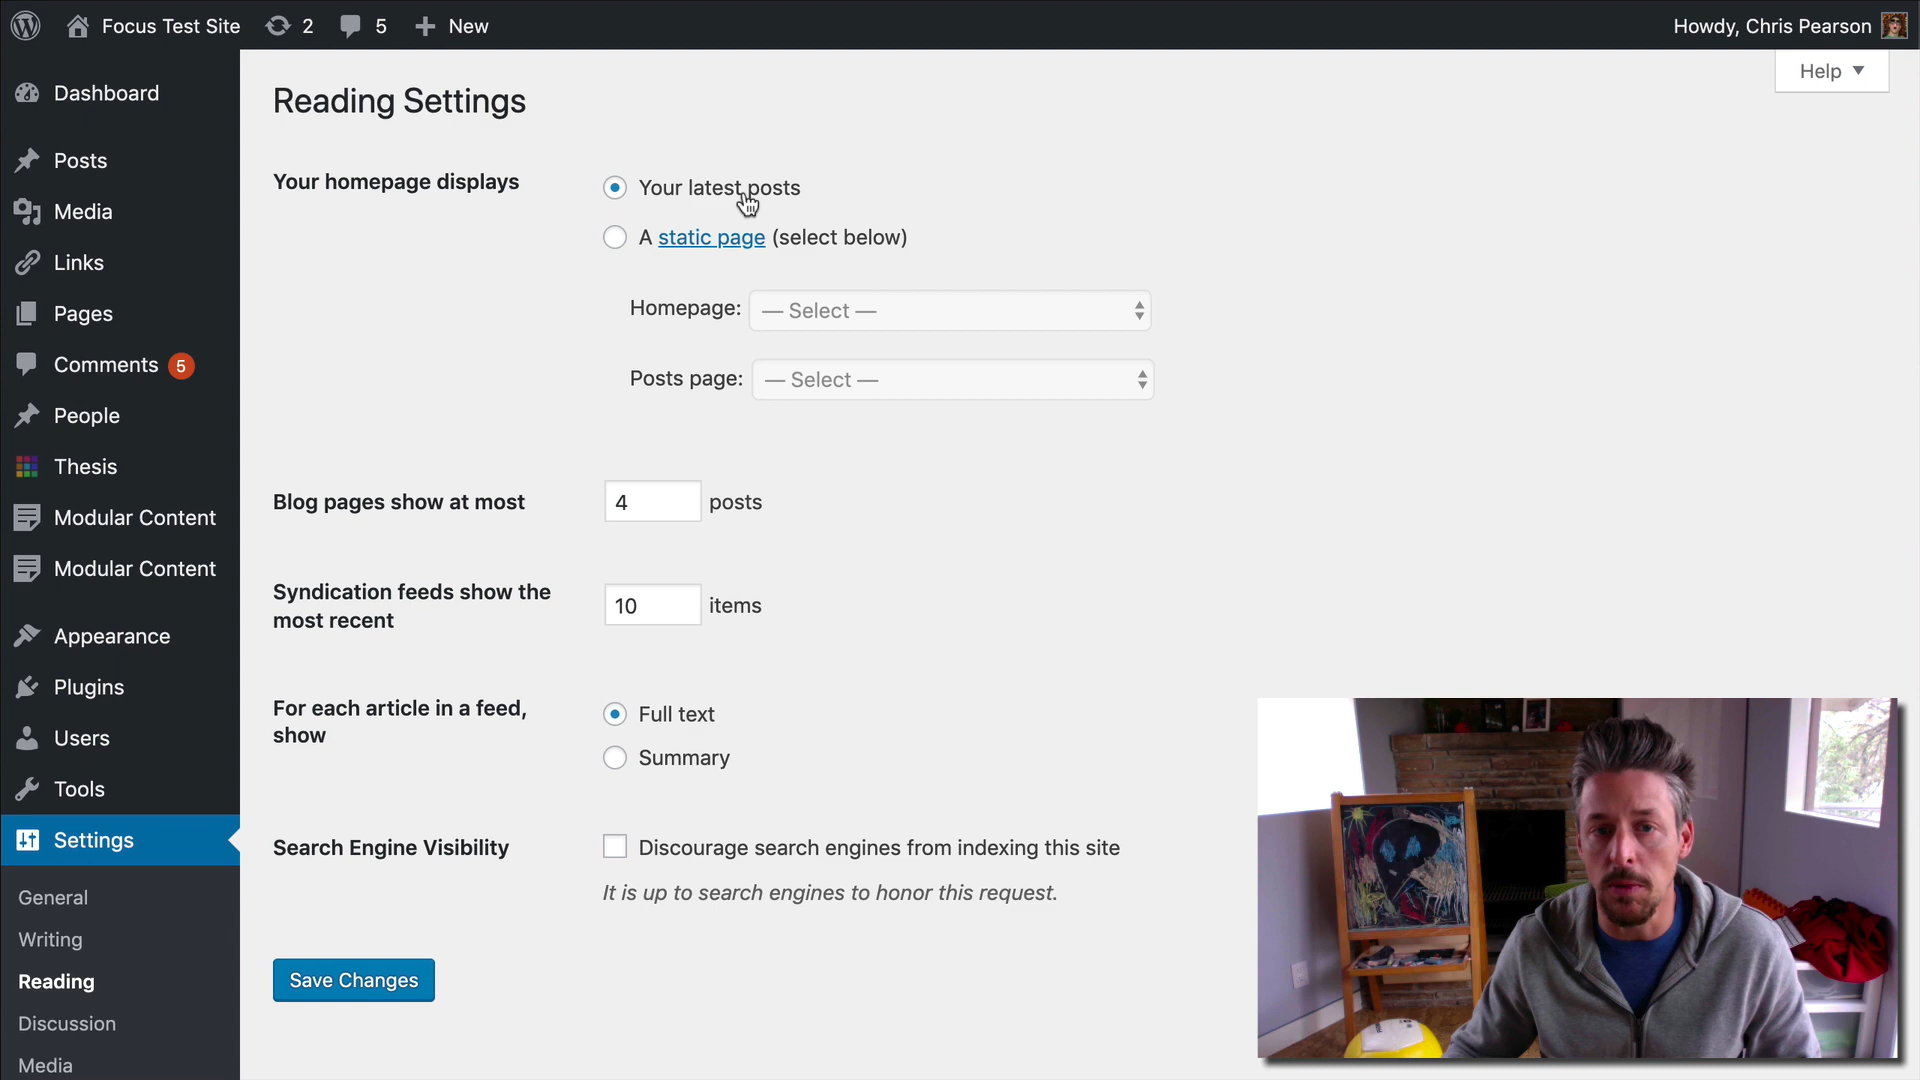 Focus Test Site 2 5 New Howdy, Chris Pearson
Help
Dashboard
Posts
Media
Links
Pages
Comments 5
People
Thesis
Modular Content
Modular Content
Appearance
Plugins
Users
Tools
Settings
General
Writing
Reading
Discussion
Media
Reading Settings
Your homepage displays
Your latest posts
A static page (select below)
Homepage: — Select —
Posts page: — Select —
Blog pages show at most 4 posts
Syndication feeds show the
most recent
10 items
For each article in a feed,
show
Full text
Summary
Search Engine Visibility
Discourage search engines from indexing this site
It is up to search engines to honor this request.
Save Changes